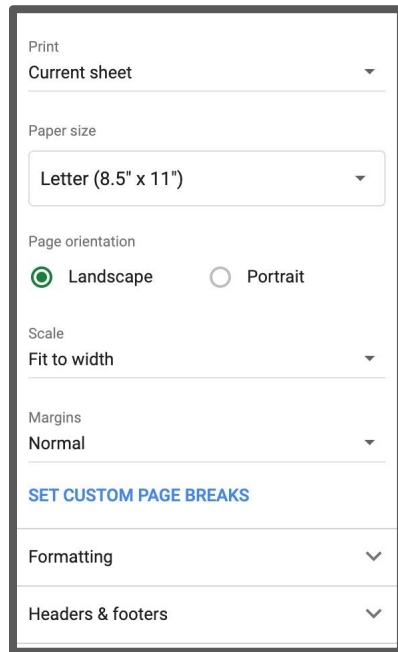 Print
Current sheet
Paper size
Letter (8.5" x 11")
Page orientation
Landscape Portrait
Scale
Fit to width
Margins
Normal
SET CUSTOM PAGE BREAKS
Formatting
Headers & footers